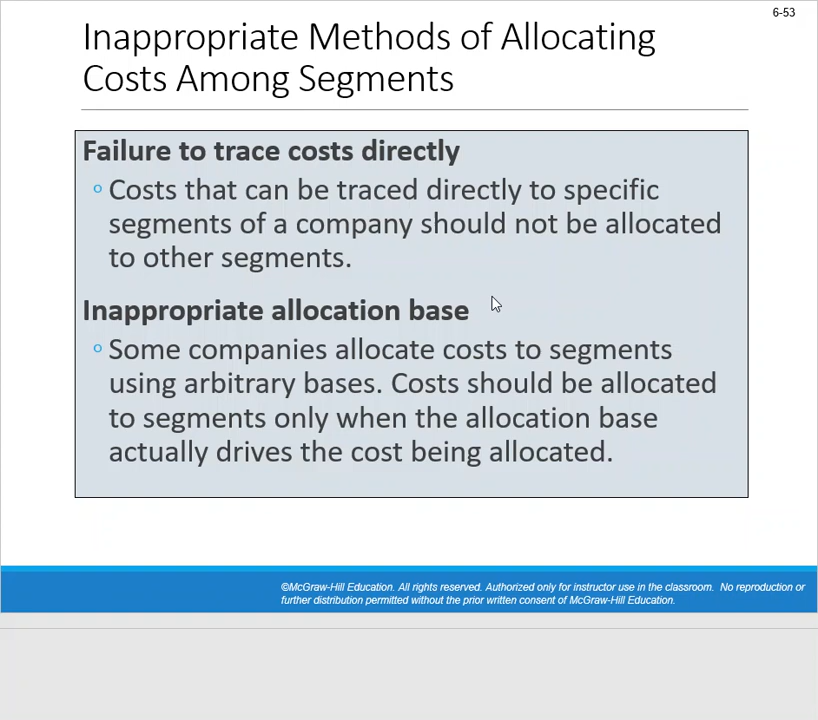 6-53
Inappropriate Methods of Allocating
Costs Among Segments
Failure to trace costs directly
Costs that can be traced directly to specific
segments of a company should not be allocated
to other segments.
Inappropriate allocation base
Some companies allocate costs to segments
using arbitrary bases. Costs should be allocated
to segments only when the allocation base
actually drives the cost being allocated.
©McGraw-Hill Education. All rights reserved. Authorized only for instructor use in the classroom. No reproduction or
further distribution permitted without the prior written consent of McGraw-Hill Education.